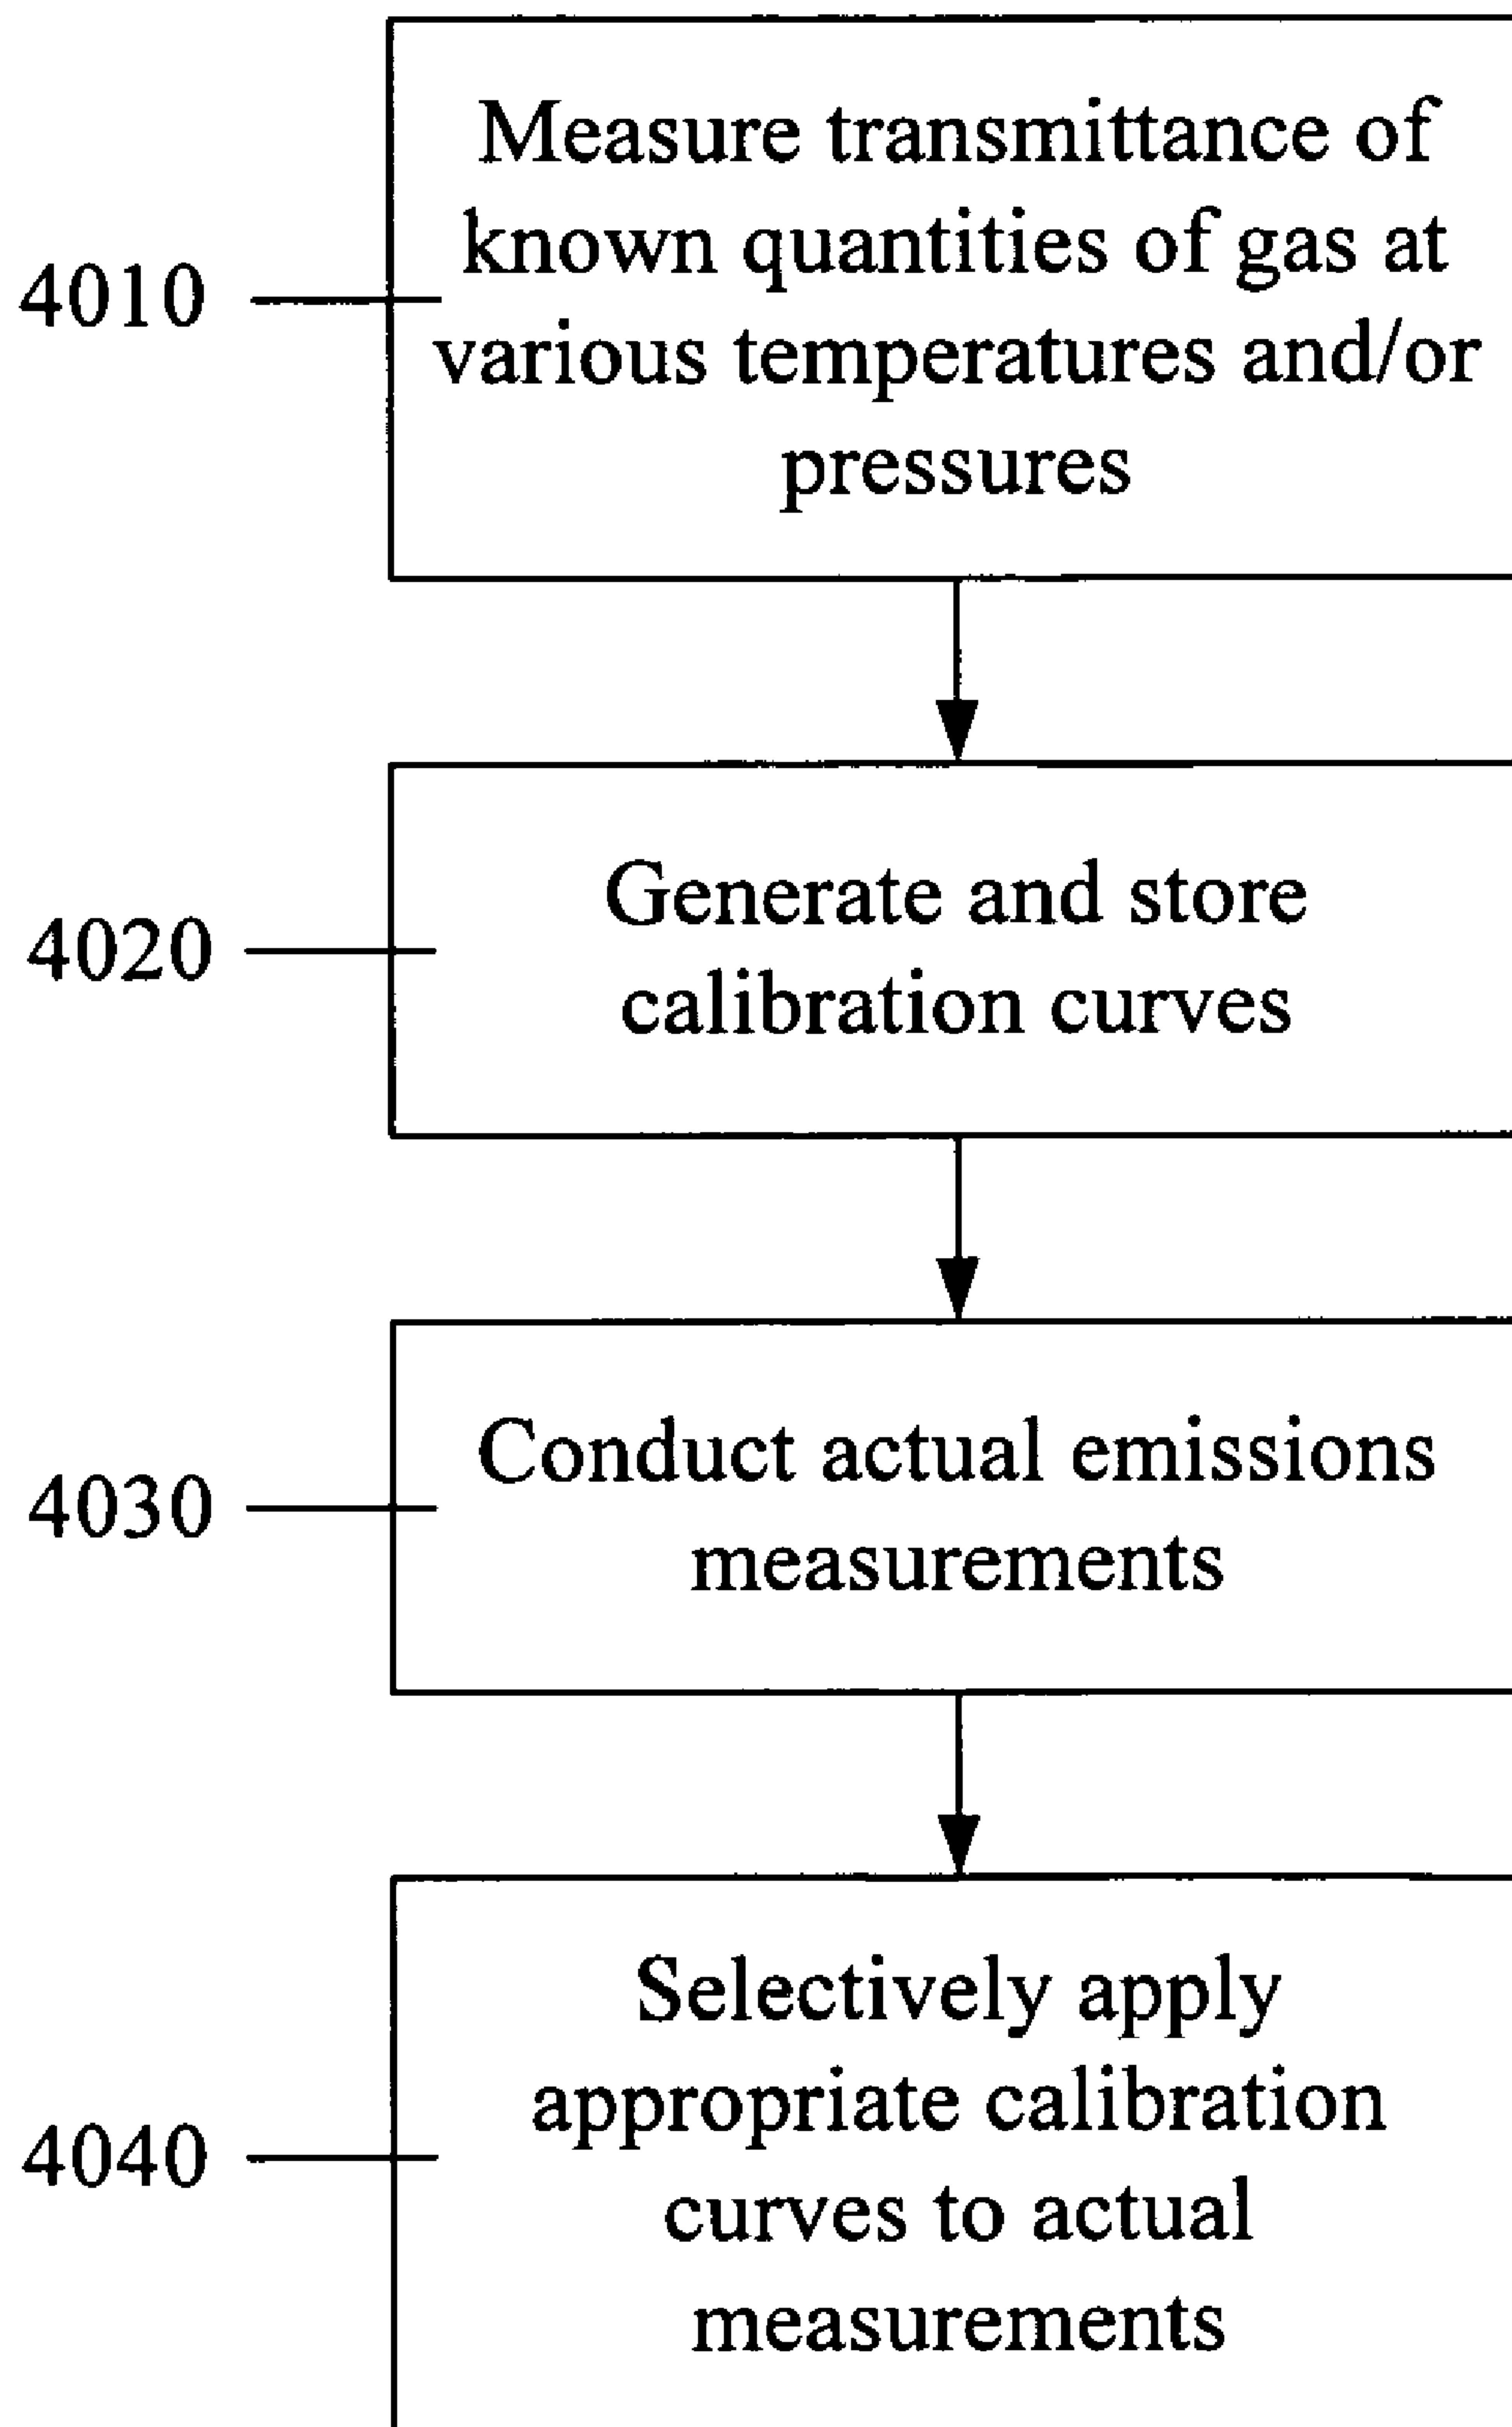 Measure transmittance of
known quantities of gas at
various temperatures and/or
pressures
4010
Generate and store
calibration curves
4020
Conduct actual emissions
measurements
4030
Selectively apply
appropriate calibration
curves to actual
measurements
4040